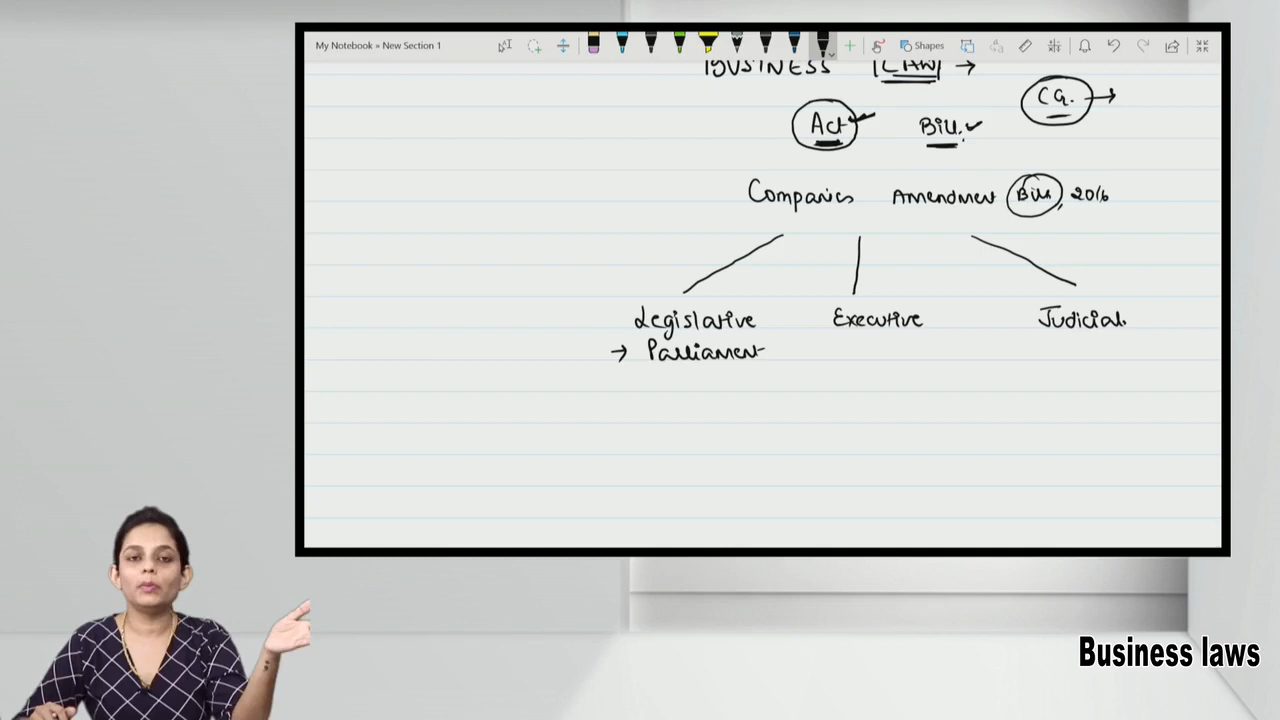 My Notebook » New Section 1
Shapes
BUSINESS LAW →
CG. →
Act ✓ Bill ✓
Companies Amendment Bill, 2016
Legislative Executive Judicial.
→ Parliament
Business laws